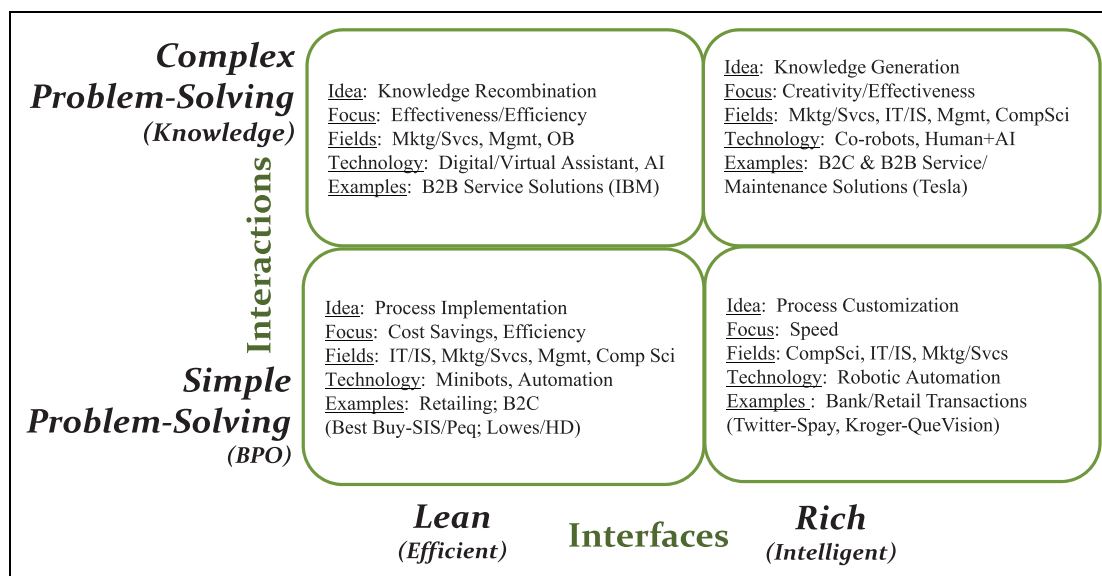 Complex
Problem-Solving
(Knowledge)
Interactions
Simple
Problem-Solving
(BPO)
Idea:  Knowledge Recombination
Focus:  Effectiveness/Efficiency
Fields:  Mktg/Svcs, Mgmt, OB
Technology:  Digital/Virtual Assistant, AI
Examples:  B2B Service Solutions (IBM)
Idea:  Knowledge Generation
Focus: Creativity/Effectiveness
Fields:  Mktg/Svcs, IT/IS, Mgmt, CompSci
Technology:  Co-robots, Human+AI
Examples:  B2C & B2B Service/
Maintenance Solutions (Tesla)
Idea:  Process Implementation
Focus:  Cost Savings, Efficiency
Fields:  IT/IS, Mktg/Svcs, Mgmt, Comp Sci
Technology:  Minibots, Automation
Examples:  Retailing; B2C
(Best Buy-SIS/Peq; Lowes/HD)
Idea:  Process Customization
Focus:  Speed
Fields: CompSci, IT/IS, Mktg/Svcs
Technology:  Robotic Automation
Examples :  Bank/Retail Transactions
(Twitter-Spay, Kroger-QueVision)
Lean
(Efficient)
Interfaces
Rich
(Intelligent)